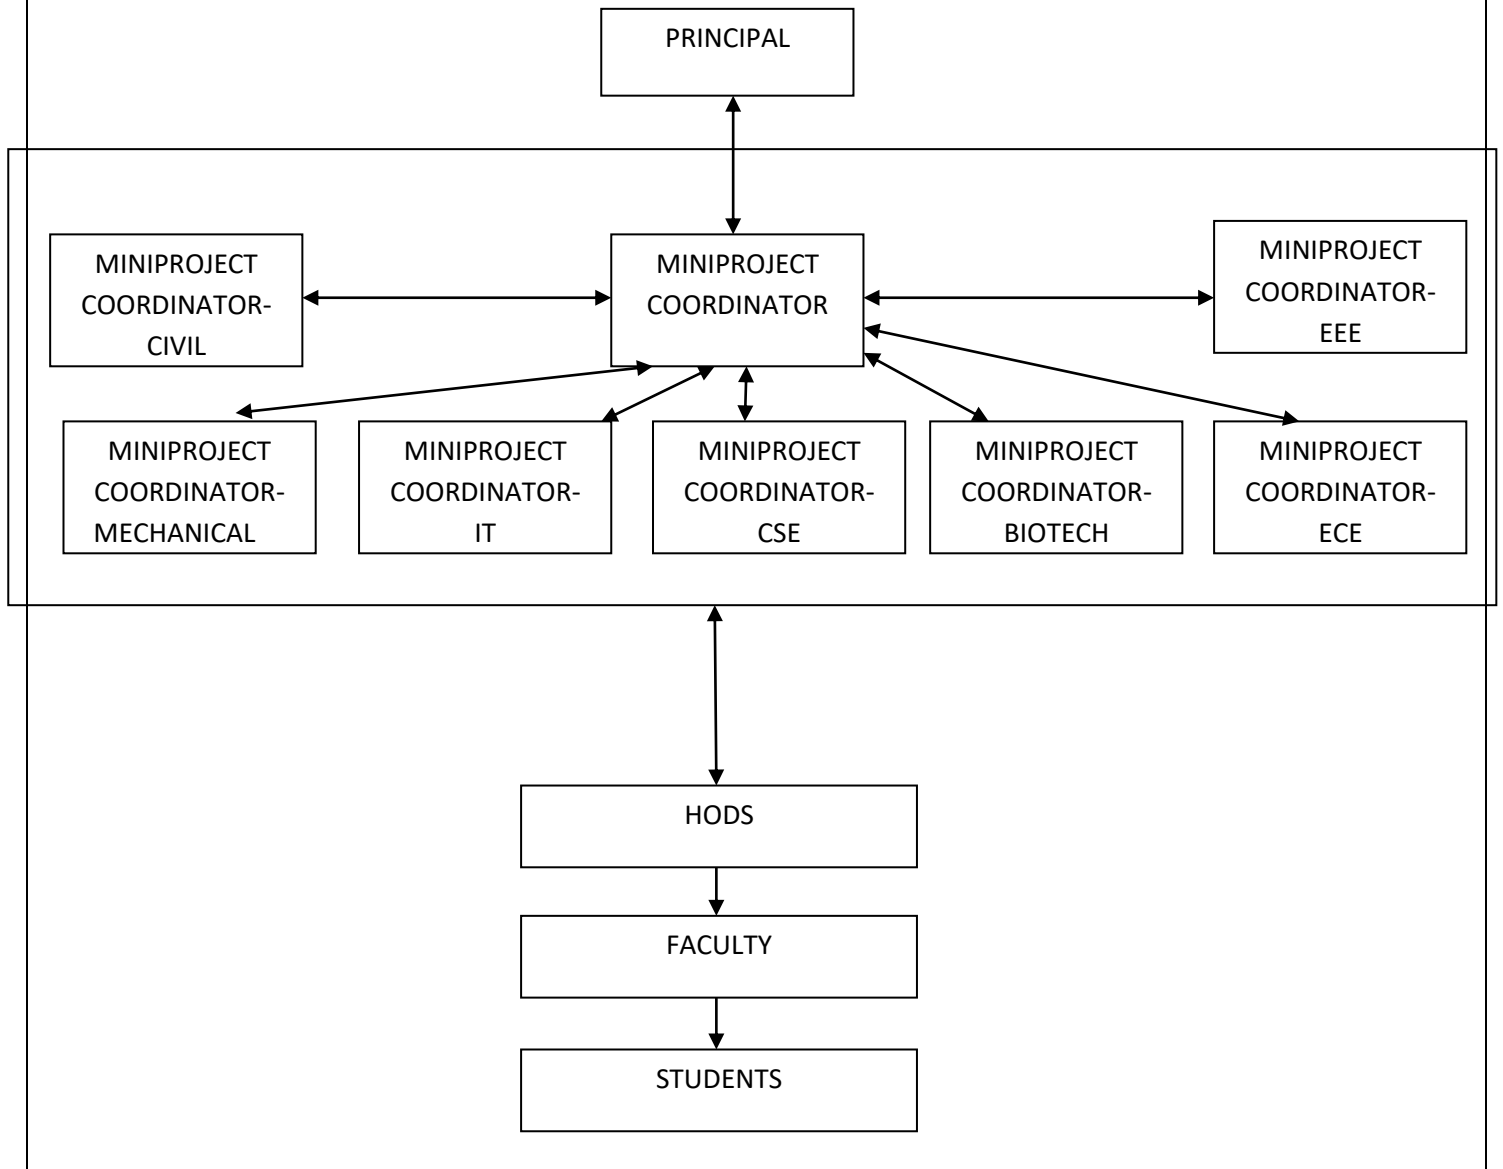 PRINCIPAL
MINIPROJECT
COORDINATOR-
CIVIL
MINIPROJECT
COORDINATOR
MINIPROJECT
COORDINATOR-
EEE
MINIPROJECT
COORDINATOR-
MECHANICAL
MINIPROJECT
COORDINATOR-
IT
MINIPROJECT
COORDINATOR-
CSE
MINIPROJECT
COORDINATOR-
BIOTECH
MINIPROJECT
COORDINATOR-
ECE
HODS
FACULTY
STUDENTS